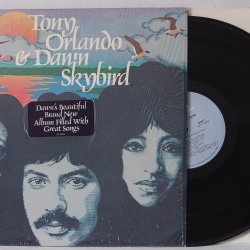 Tony
Orlando
& Dawn
Skybird
Dawn's Beautiful
Brand New
Album Filled With
Great Songs